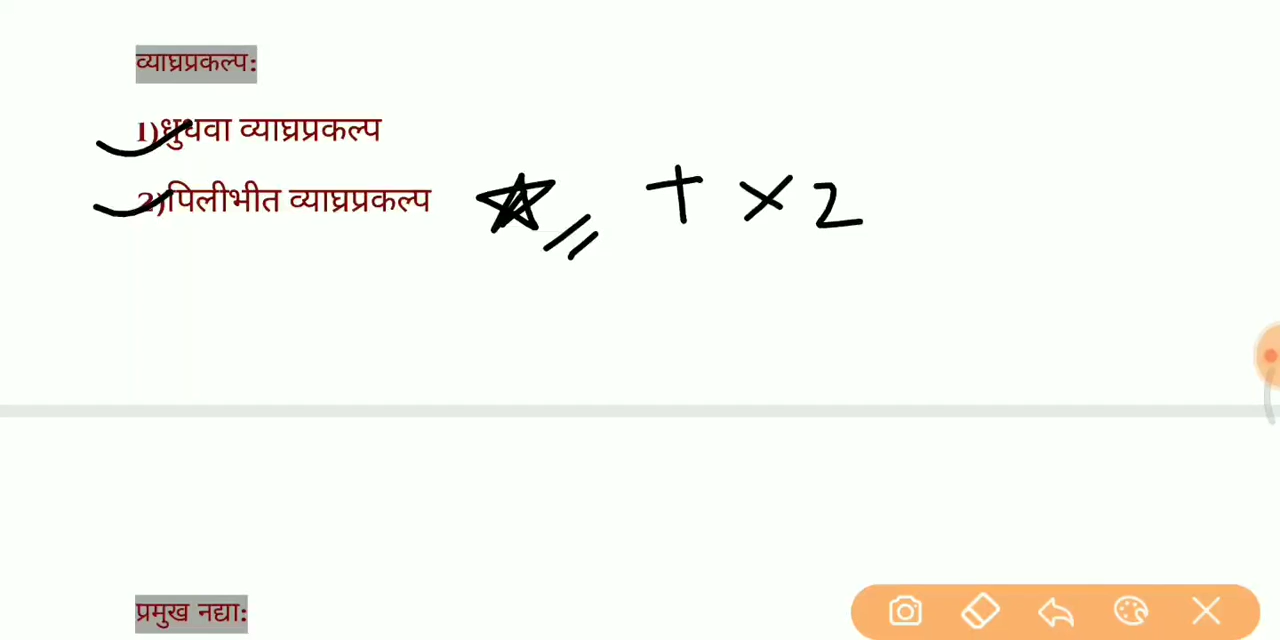 व्याघ्रप्रकल्प:
1)धुधवा व्याघ्रप्रकल्प
2)पिलीभीत व्याघ्रप्रकल्प + × 2
प्रमुख नद्या: